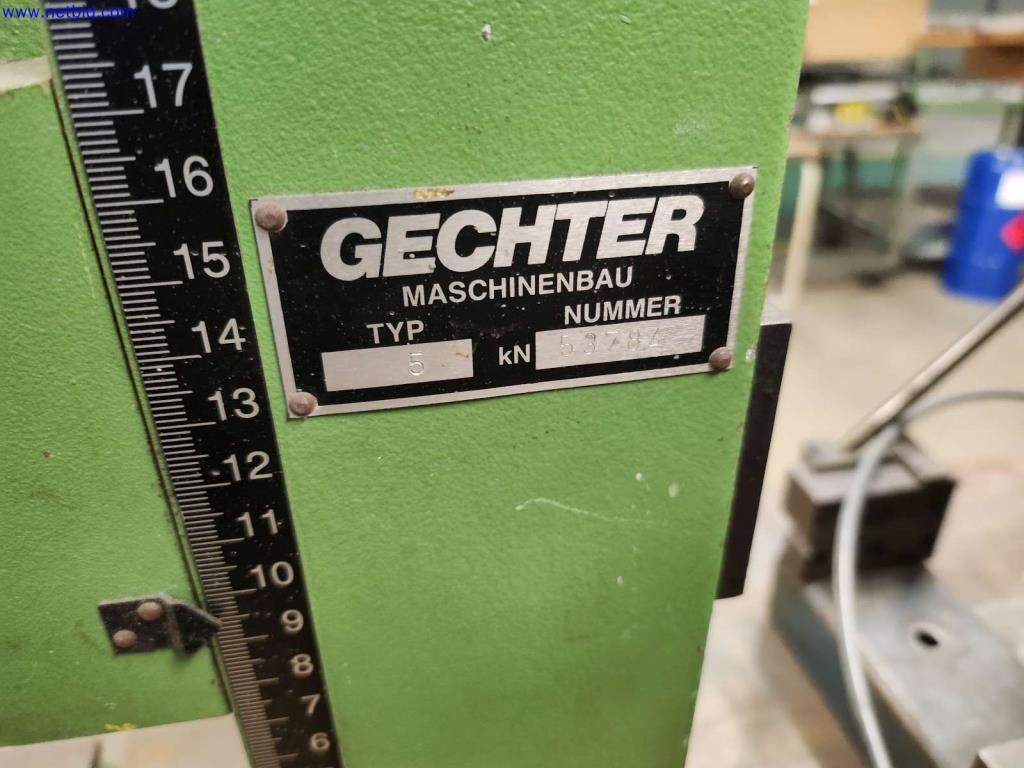 www.netbid.com
17
16
15
14
13
12
11
10
9
8
7
6
GECHTER
MASCHINENBAU
TYP NUMMER
5 kN 53784